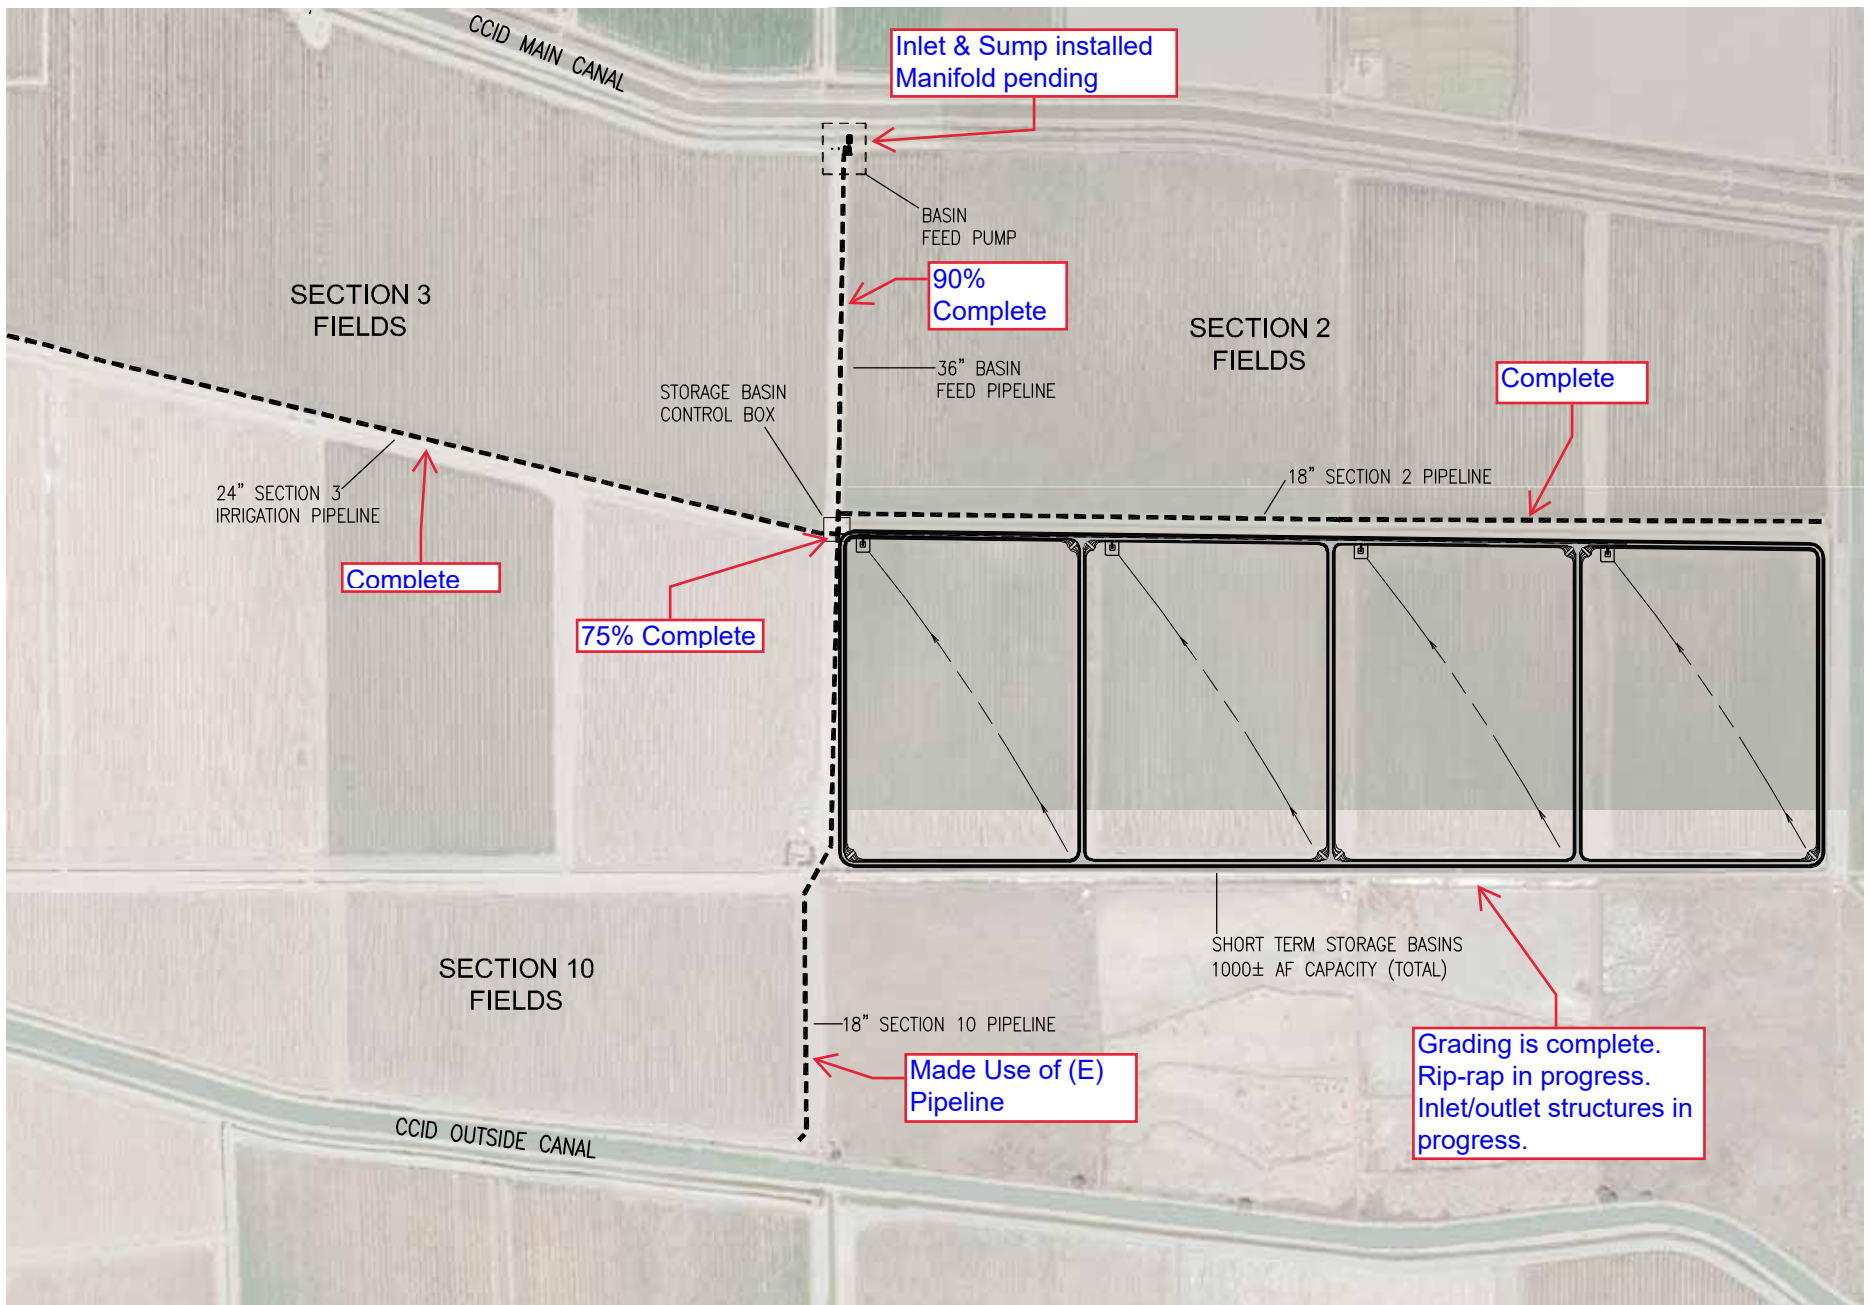 CCID MAIN CANAL
Inlet & Sump installed
Manifold pending
BASIN
FEED PUMP
90%
Complete
SECTION 3
FIELDS
SECTION 2
FIELDS
36” BASIN
FEED PIPELINE
Complete
STORAGE BASIN
CONTROL BOX
18” SECTION 2 PIPELINE
24” SECTION 3
IRRIGATION PIPELINE
Complete
75% Complete
SHORT TERM STORAGE BASINS
1000± AF CAPACITY (TOTAL)
SECTION 10
FIELDS
18” SECTION 10 PIPELINE
Made Use of (E)
Pipeline
Grading is complete.
Rip-rap in progress.
Inlet/outlet structures in
progress.
CCID OUTSIDE CANAL